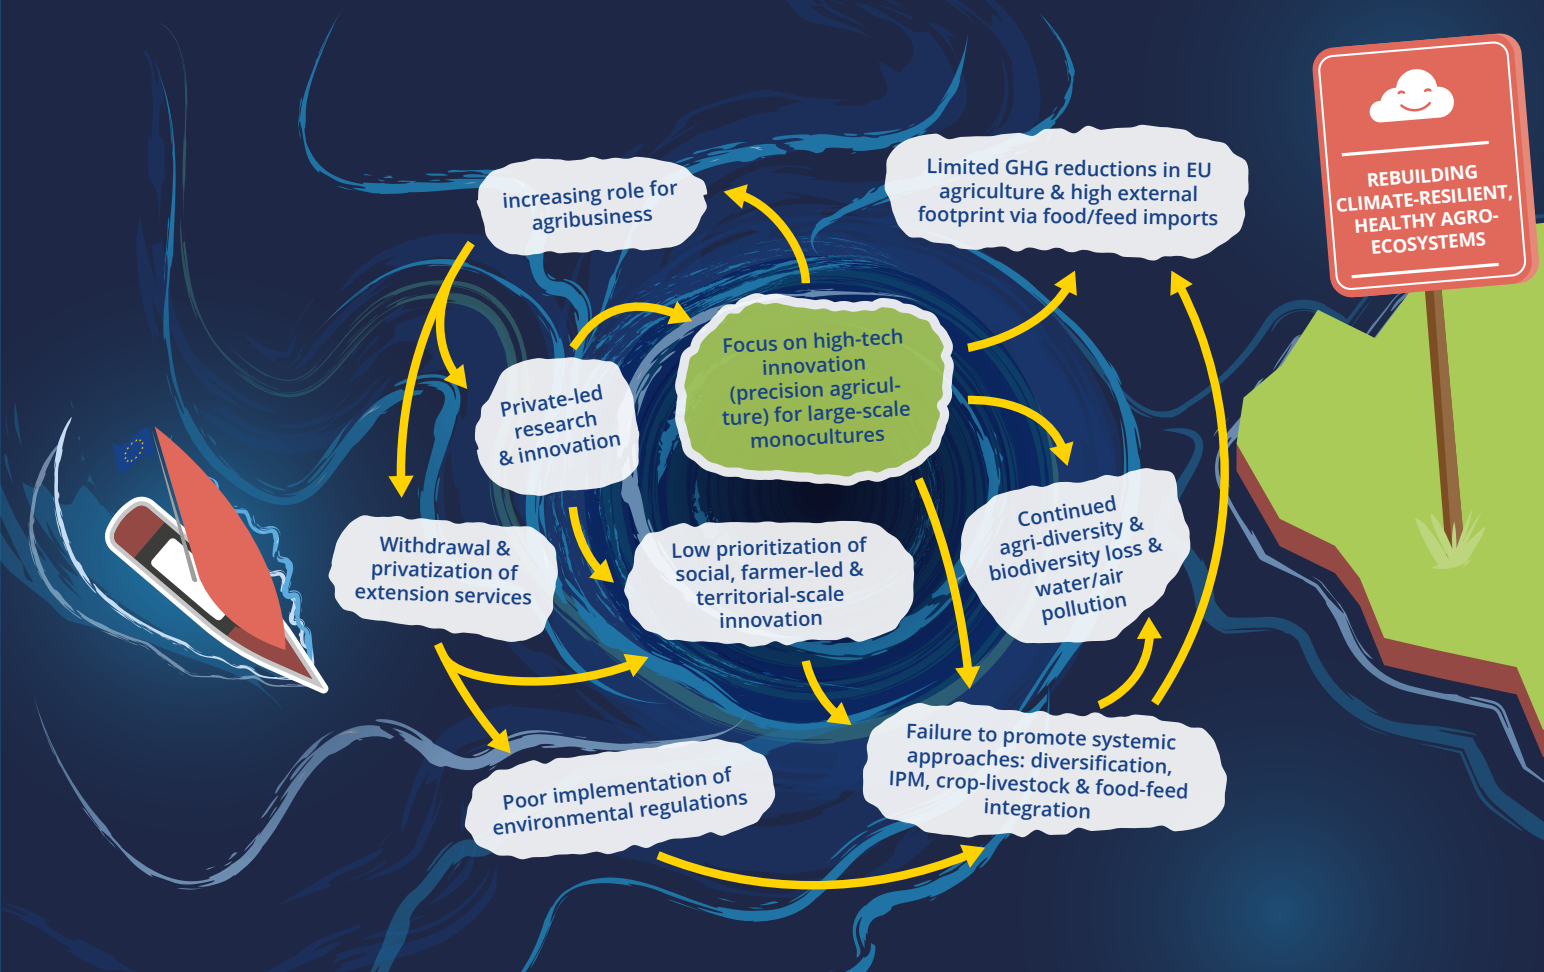 Limited GHG reductions in EU
agriculture & high external
footprint via food/feed imports
increasing role for
agribusiness
REBUILDING
CLIMATE-RESILIENT,
HEALTHY AGRO-
ECOSYSTEMS
Focus on high-tech
innovation
(precision agricul-
ture) for large-scale
monocultures
Private-led
research
& innovation
Continued
agri-diversity &
biodiversity loss &
water/air
pollution
Withdrawal &
privatization of
extension services
Low prioritization of
social, farmer-led &
territorial-scale
innovation
Poor implementation of
environmental regulations
Failure to promote systemic
approaches: diversification,
IPM, crop-livestock & food-feed
integration